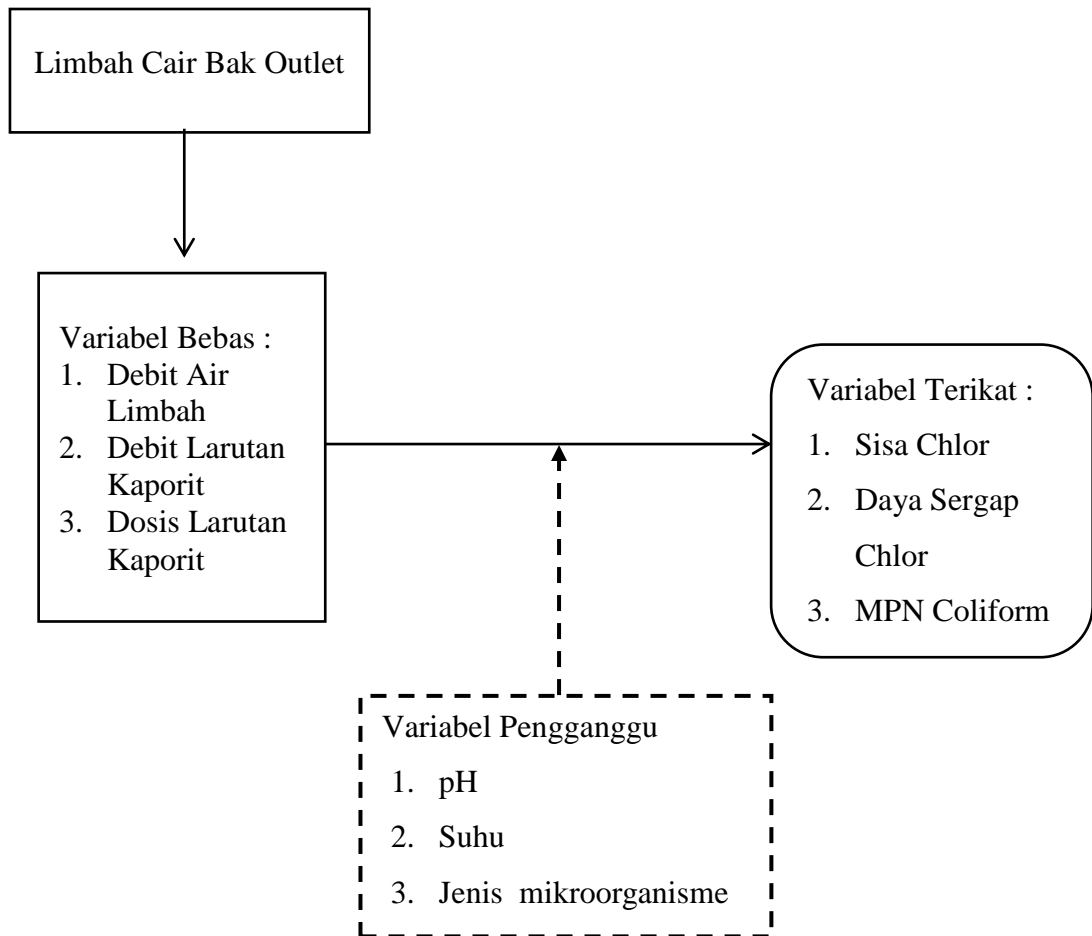 Limbah Cair Bak Outlet
Variabel Bebas :
1. Debit Air
Limbah
2. Debit Larutan
Kaporit
3. Dosis Larutan
Kaporit
Variabel Terikat :
1. Sisa Chlor
2. Daya Sergap
Chlor
3. MPN Coliform
Variabel Pengganggu
1. pH
2. Suhu
3. Jenis mikroorganisme